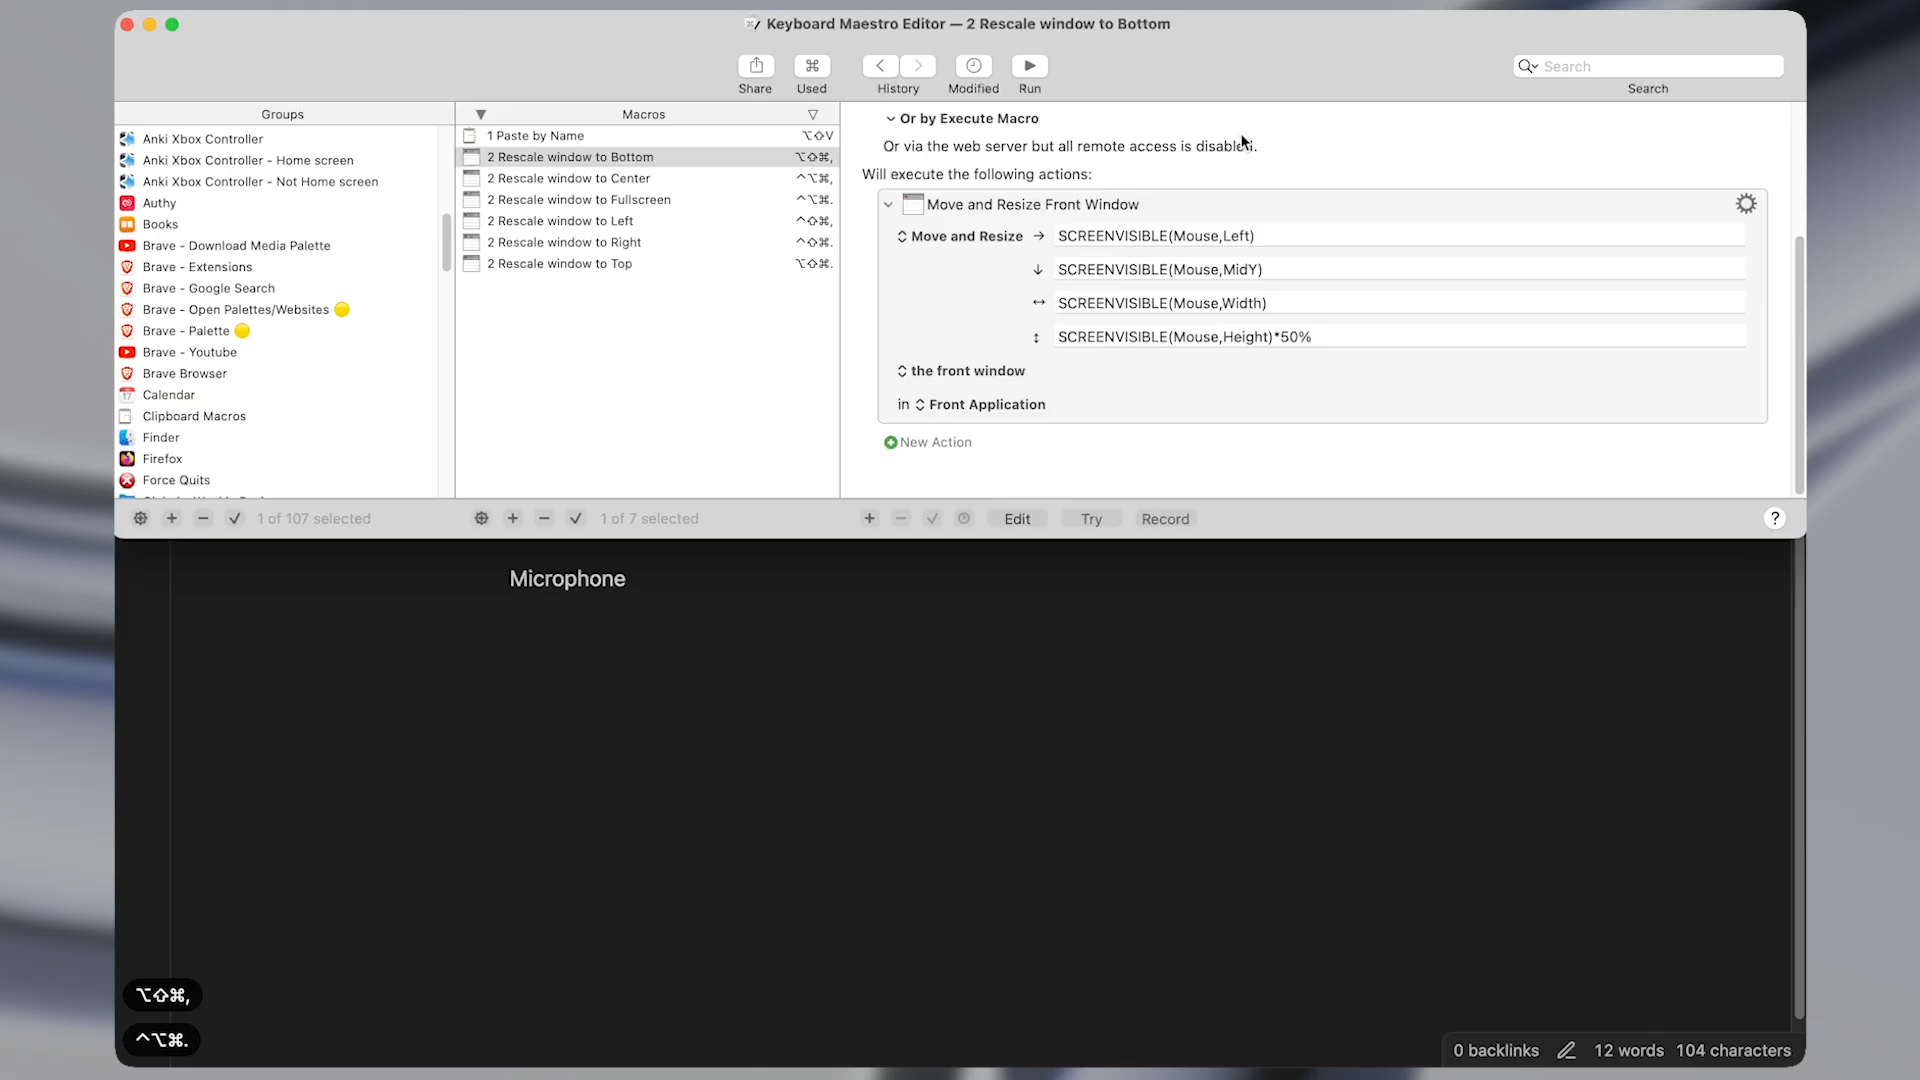 Keyboard Maestro Editor — 2 Rescale window to Bottom
Share
Used
History
Modified
Run
Search
Search
Groups
Anki Xbox Controller
Anki Xbox Controller - Home screen
Anki Xbox Controller - Not Home screen
Authy
Books
Brave - Download Media Palette
Brave - Extensions
Brave - Google Search
Brave - Open Palettes/Websites
Brave - Palette
Brave - Youtube
Brave Browser
Calendar
Clipboard Macros
Finder
Firefox
Force Quits
1 of 107 selected
Macros
1 Paste by Name ⌥⇧V
2 Rescale window to Bottom ⌥⇧⌘,
2 Rescale window to Center ^⌥⌘,
2 Rescale window to Fullscreen ^⌥⌘.
2 Rescale window to Left ^⇧⌘,
2 Rescale window to Right ^⇧⌘.
2 Rescale window to Top ⌥⇧⌘.
1 of 7 selected
Or by Execute Macro
Or via the web server but all remote access is disabled.
Will execute the following actions:
Move and Resize Front Window
Move and Resize → SCREENVISIBLE(Mouse,Left)
↓ SCREENVISIBLE(Mouse,MidY)
↔ SCREENVISIBLE(Mouse,Width)
↕ SCREENVISIBLE(Mouse,Height)*50%
the front window
in Front Application
New Action
Edit
Try
Record
?
Microphone
⌥⇧⌘,
^⌥⌘.
0 backlinks 12 words 104 characters